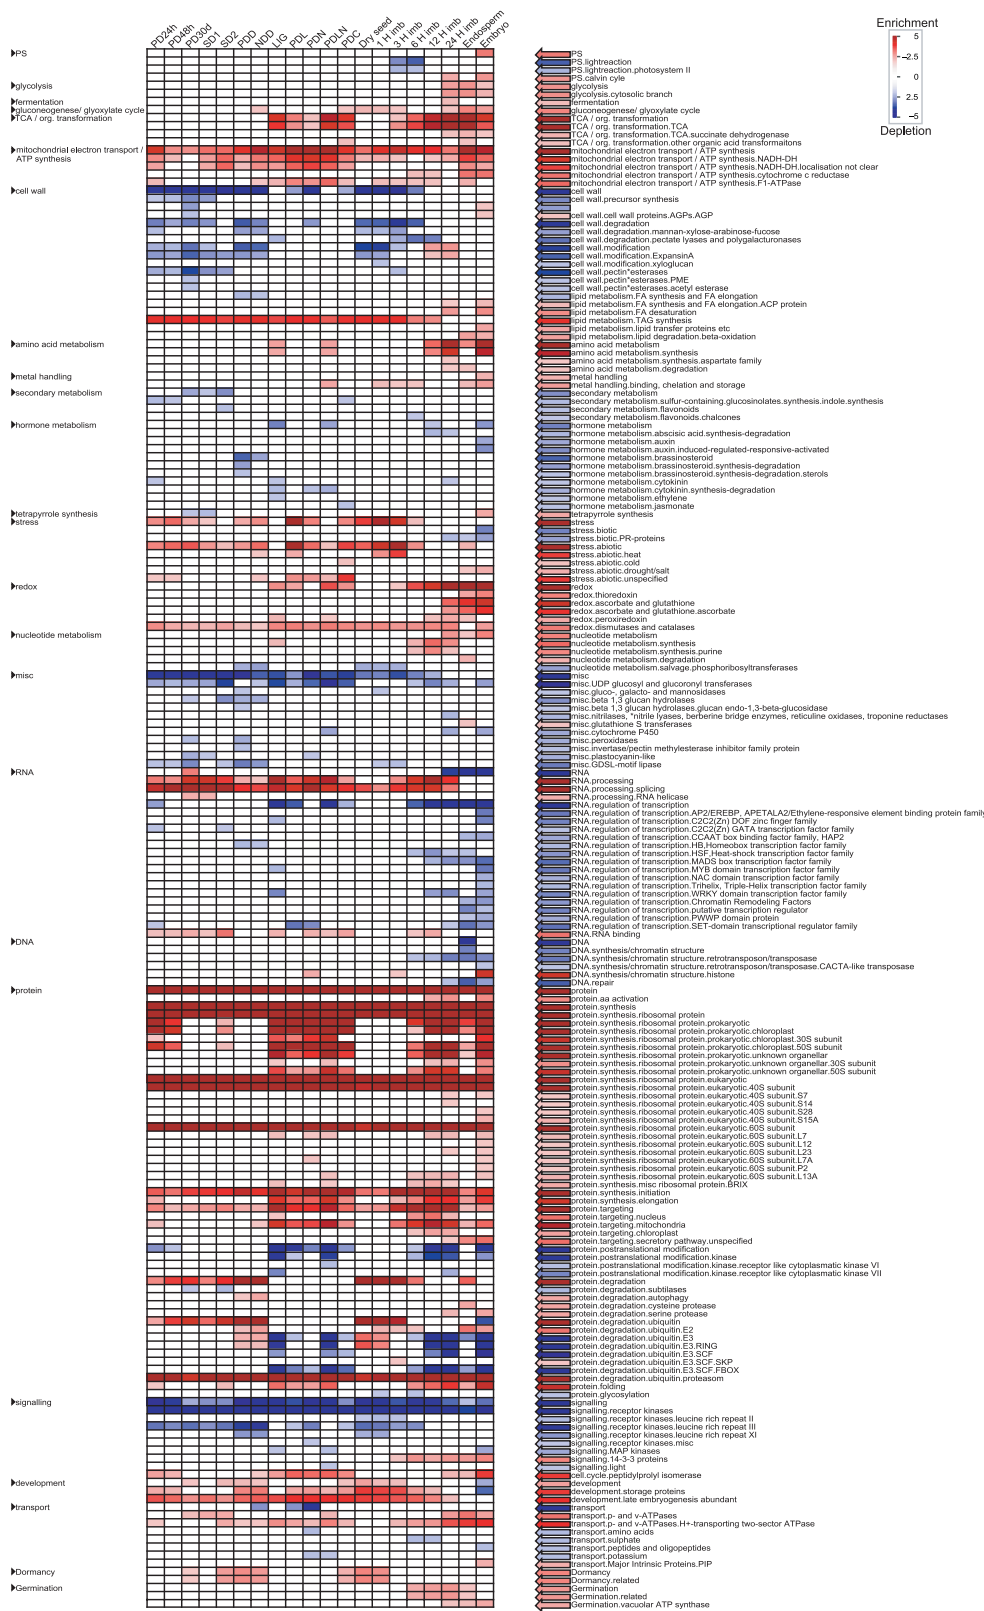 Enrichment
5
−2.5
0
2.5
−5
Depletion
PD24h
PD48h
PD30d
SD1
SD2
PDD
NDD
LIG
PDL
PDN
PDLN
PDC
Dry seed
1 H imb
3 H imb
6 H imb
12 H imb
24 H imb
Endosperm
Embryo
PS
glycolysis
fermentation
gluconeogenese/ glyoxylate cycle
TCA / org. transformation
mitochondrial electron transport /
ATP synthesis
cell wall
amino acid metabolism
metal handling
secondary metabolism
hormone metabolism
tetrapyrrole synthesis
stress
redox
nucleotide metabolism
misc
RNA
DNA
protein
signalling
development
transport
Dormancy
Germination
PS
PS.lightreaction
PS.lightreaction.photosystem II
PS.calvin cyle
glycolysis
glycolysis.cytosolic branch
fermentation
gluconeogenese/ glyoxylate cycle
TCA / org. transformation
TCA / org. transformation.TCA
TCA / org. transformation.TCA.succinate dehydrogenase
TCA / org. transformation.other organic acid transformaitons
mitochondrial electron transport / ATP synthesis
mitochondrial electron transport / ATP synthesis.NADH-DH
mitochondrial electron transport / ATP synthesis.NADH-DH.localisation not clear
mitochondrial electron transport / ATP synthesis.cytochrome c reductase
mitochondrial electron transport / ATP synthesis.F1-ATPase
cell wall
cell wall.precursor synthesis
cell wall.cell wall proteins.AGPs.AGP
cell wall.degradation
cell wall.degradation.mannan-xylose-arabinose-fucose
cell wall.degradation.pectate lyases and polygalacturonases
cell wall.modification
cell wall.modification.ExpansinA
cell wall.modification.xyloglucan
cell wall.pectin*esterases
cell wall.pectin*esterases.PME
cell wall.pectin*esterases.acetyl esterase
lipid metabolism.FA synthesis and FA elongation
lipid metabolism.FA synthesis and FA elongation.ACP protein
lipid metabolism.FA desaturation
lipid metabolism.TAG synthesis
lipid metabolism.lipid transfer proteins etc
lipid metabolism.lipid degradation.beta-oxidation
amino acid metabolism
amino acid metabolism.synthesis
amino acid metabolism.synthesis.aspartate family
amino acid metabolism.degradation
metal handling
metal handling.binding, chelation and storage
secondary metabolism
secondary metabolism.sulfur-containing.glucosinolates.synthesis.indole.synthesis
secondary metabolism.flavonoids
secondary metabolism.flavonoids.chalcones
hormone metabolism
hormone metabolism.abscisic acid.synthesis-degradation
hormone metabolism.auxin
hormone metabolism.auxin.induced-regulated-responsive-activated
hormone metabolism.brassinosteroid
hormone metabolism.brassinosteroid.synthesis-degradation
hormone metabolism.brassinosteroid.synthesis-degradation.sterols
hormone metabolism.cytokinin
hormone metabolism.cytokinin.synthesis-degradation
hormone metabolism.ethylene
hormone metabolism.jasmonate
tetrapyrrole synthesis
stress
stress.biotic
stress.biotic.PR-proteins
stress.abiotic
stress.abiotic.heat
stress.abiotic.cold
stress.abiotic.drought/salt
stress.abiotic.unspecified
redox
redox.thioredoxin
redox.ascorbate and glutathione
redox.ascorbate and glutathione.ascorbate
redox.peroxiredoxin
redox.dismutases and catalases
nucleotide metabolism
nucleotide metabolism.synthesis
nucleotide metabolism.synthesis.purine
nucleotide metabolism.degradation
nucleotide metabolism.salvage.phosphoribosyltransferases
misc
misc.UDP glucosyl and glucoronyl transferases
misc.gluco-, galacto- and mannosidases
misc.beta 1,3 glucan hydrolases
misc.beta 1,3 glucan hydrolases.glucan endo-1,3-beta-glucosidase
misc.nitrilases, *nitrile lyases, berberine bridge enzymes, reticuline oxidases, troponine reductases
misc.glutathione S transferases
misc.cytochrome P450
misc.peroxidases
misc.invertase/pectin methylesterase inhibitor family protein
misc.plastocyanin-like
misc.GDSL-motif lipase
RNA
RNA.processing
RNA.processing.splicing
RNA.processing.RNA helicase
RNA.regulation of transcription
RNA.regulation of transcription.AP2/EREBP, APETALA2/Ethylene-responsive element binding protein family
RNA.regulation of transcription.C2C2(Zn) DOF zinc finger family
RNA.regulation of transcription.C2C2(Zn) GATA transcription factor family
RNA.regulation of transcription.CCAAT box binding factor family, HAP2
RNA.regulation of transcription.HB,Homeobox transcription factor family
RNA.regulation of transcription.HSF,Heat-shock transcription factor family
RNA.regulation of transcription.MADS box transcription factor family
RNA.regulation of transcription.MYB domain transcription factor family
RNA.regulation of transcription.NAC domain transcription factor family
RNA.regulation of transcription.Trihelix, Triple-Helix transcription factor family
RNA.regulation of transcription.WRKY domain transcription factor family
RNA.regulation of transcription.Chromatin Remodeling Factors
RNA.regulation of transcription.putative transcription regulator
RNA.regulation of transcription.PWWP domain protein
RNA.regulation of transcription.SET-domain transcriptional regulator family
RNA.RNA binding
DNA
DNA.synthesis/chromatin structure
DNA.synthesis/chromatin structure.retrotransposon/transposase
DNA.synthesis/chromatin structure.retrotransposon/transposase.CACTA-like transposase
DNA.synthesis/chromatin structure.histone
DNA.repair
protein
protein.aa activation
protein.synthesis
protein.synthesis.ribosomal protein
protein.synthesis.ribosomal protein.prokaryotic
protein.synthesis.ribosomal protein.prokaryotic.chloroplast
protein.synthesis.ribosomal protein.prokaryotic.chloroplast.30S subunit
protein.synthesis.ribosomal protein.prokaryotic.chloroplast.50S subunit
protein.synthesis.ribosomal protein.prokaryotic.unknown organellar
protein.synthesis.ribosomal protein.prokaryotic.unknown organellar.30S subunit
protein.synthesis.ribosomal protein.prokaryotic.unknown organellar.50S subunit
protein.synthesis.ribosomal protein.eukaryotic
protein.synthesis.ribosomal protein.eukaryotic.40S subunit
protein.synthesis.ribosomal protein.eukaryotic.40S subunit.S7
protein.synthesis.ribosomal protein.eukaryotic.40S subunit.S14
protein.synthesis.ribosomal protein.eukaryotic.40S subunit.S28
protein.synthesis.ribosomal protein.eukaryotic.40S subunit.S15A
protein.synthesis.ribosomal protein.eukaryotic.60S subunit
protein.synthesis.ribosomal protein.eukaryotic.60S subunit.L7
protein.synthesis.ribosomal protein.eukaryotic.60S subunit.L12
protein.synthesis.ribosomal protein.eukaryotic.60S subunit.L23
protein.synthesis.ribosomal protein.eukaryotic.60S subunit.L7A
protein.synthesis.ribosomal protein.eukaryotic.60S subunit.P2
protein.synthesis.ribosomal protein.eukaryotic.60S subunit.L13A
protein.synthesis.misc ribosomal protein.BRIX
protein.synthesis.initiation
protein.synthesis.elongation
protein.targeting
protein.targeting.nucleus
protein.targeting.mitochondria
protein.targeting.chloroplast
protein.targeting.secretory pathway.unspecified
protein.postranslational modification
protein.postranslational modification.kinase
protein.postranslational modification.kinase.receptor like cytoplasmatic kinase VI
protein.postranslational modification.kinase.receptor like cytoplasmatic kinase VII
protein.degradation
protein.degradation.subtilases
protein.degradation.autophagy
protein.degradation.cysteine protease
protein.degradation.serine protease
protein.degradation.ubiquitin
protein.degradation.ubiquitin.E2
protein.degradation.ubiquitin.E3
protein.degradation.ubiquitin.E3.RING
protein.degradation.ubiquitin.E3.SCF
protein.degradation.ubiquitin.E3.SCF.SKP
protein.degradation.ubiquitin.E3.SCF.FBOX
protein.degradation.ubiquitin.proteasom
protein.folding
protein.glycosylation
signalling
signalling.receptor kinases
signalling.receptor kinases.leucine rich repeat II
signalling.receptor kinases.leucine rich repeat III
signalling.receptor kinases.leucine rich repeat XI
signalling.receptor kinases.misc
signalling.MAP kinases
signalling.14-3-3 proteins
signalling.light
cell.cycle.peptidylprolyl isomerase
development
development.storage proteins
development.late embryogenesis abundant
transport
transport.p- and v-ATPases
transport.p- and v-ATPases.H+-transporting two-sector ATPase
transport.amino acids
transport.sulphate
transport.peptides and oligopeptides
transport.potassium
transport.Major Intrinsic Proteins.PIP
Dormancy
Dormancy.related
Germination
Germination.related
Germination.vacuolar ATP synthase